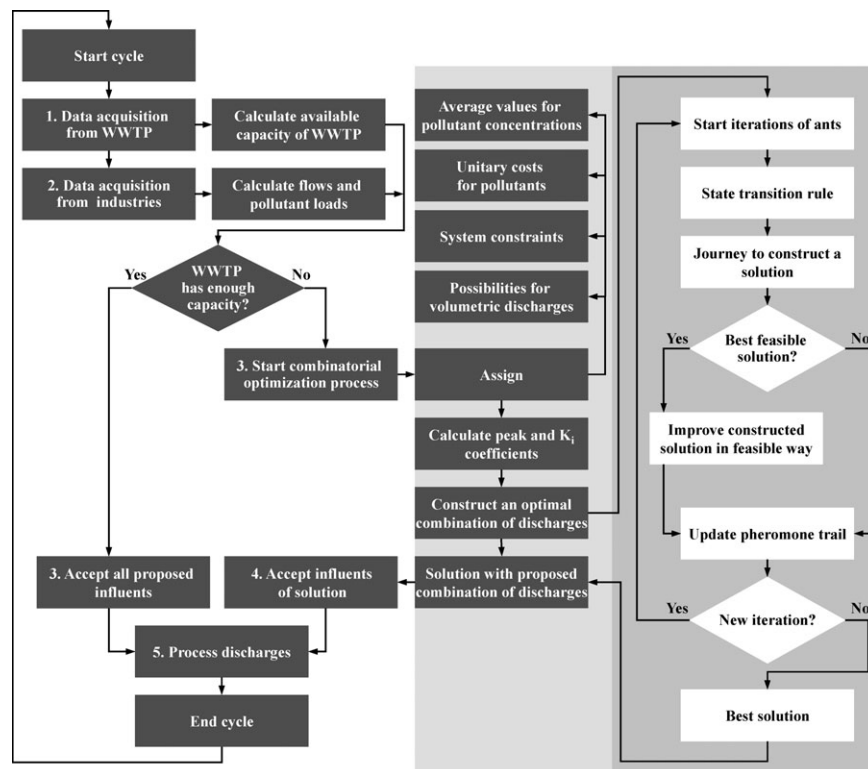 Start cycle
1. Data acquisition
from WWTP
Calculate available
capacity of WWTP
2. Data acquisition
from industries
Calculate flows and
pollutant loads
Yes
WWTP
has enough
capacity?
No
3. Start combinatorial
optimization process
3. Accept all proposed
influents
4. Accept influents
of solution
5. Process discharges
End cycle
Average values for
pollutant concentrations
Unitary costs
for pollutants
System constraints
Possibilities for
volumetric discharges
Assign
Calculate peak and Ki
coefficients
Construct an optimal
combination of discharges
Solution with proposed
combination of discharges
Start iterations of ants
State transition rule
Journey to construct a
solution
Yes
Best feasible
solution?
No
Improve constructed
solution in feasible way
Update pheromone trail
Yes
New iteration?
No
Best solution